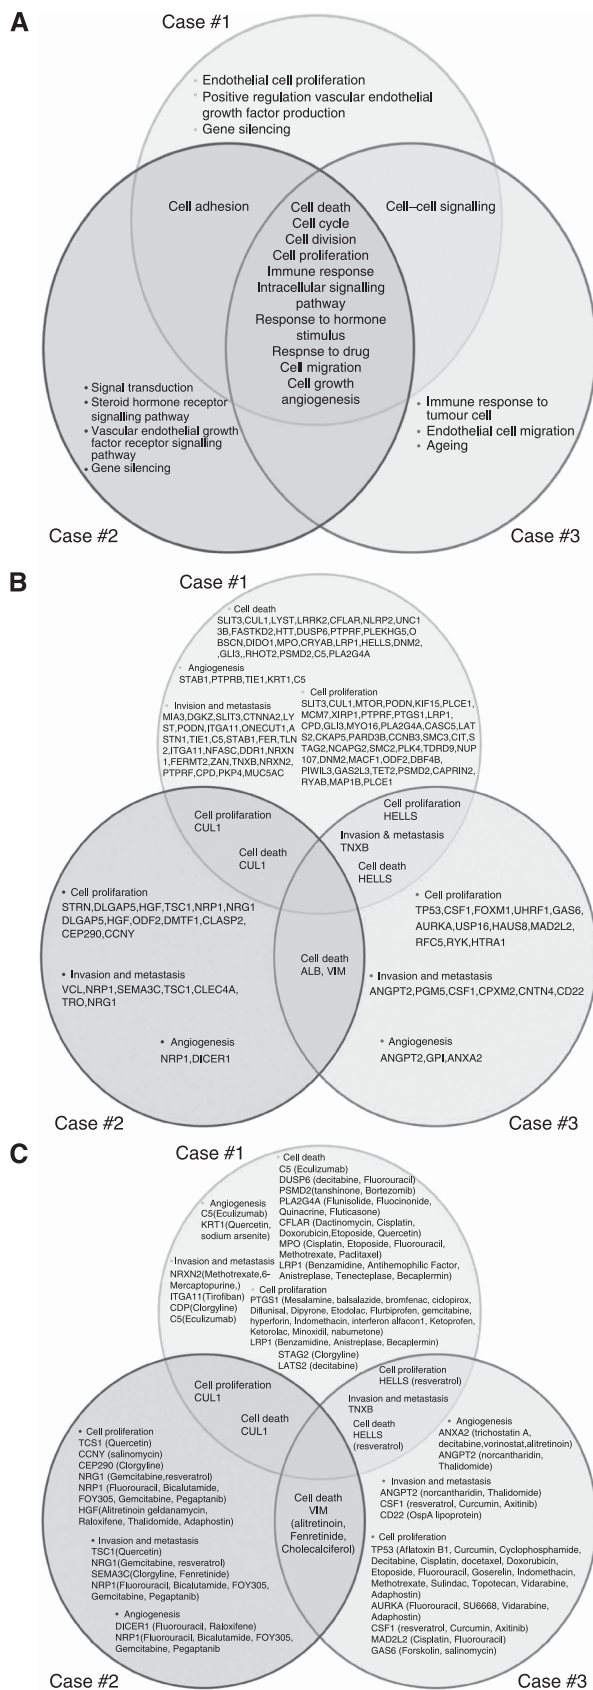 A
Case #1
• Endothelial cell proliferation
• Positive regulation vascular endothelial
growth factor production
• Gene silencing
Cell adhesion
Cell death
Cell cycle
Cell division
Cell proliferation
Immune response
Intracellular signalling
pathway
Response to hormone
stimulus
Respnse to drug
Cell migration
Cell growth
angiogenesis
Cell–cell signalling
• Signal transduction
• Steroid hormone receptor
signalling pathway
• Vascular endothelial growth
factor receptor signalling
pathway
• Gene silencing
• Immune response to
tumour cell
• Endothelial cell migration
• Ageing
Case #2
Case #3
B
Case #1
• Cell death
SLIT3,CUL1,LYST,LRRK2,CFLAR,NLRP2,UNC1
3B,FASTKD2,HTT,DUSP6,PTPRF,PLEKHG5,O
BSCN,DIDO1,MPO,CRYAB,LRP1,HELLS,DNM2,
,GLI3,,RHOT2,PSMD2,C5,PLA2G4A
• Angiogenesis
STAB1,PTPRB,TIE1,KRT1,C5
• Invision and metastasis
MIA3,DGKZ,SLIT3,CTNNA2,LY
ST,PODN,ITGA11,ONECUT1,A
STN1,TIE1,C5,STAB1,FER,TLN
2,ITGA11,NFASC,DDR1,NRXN
1,FERMT2,ZAN,TNXB,NRXN2,
PTPRF,CPD,PKP4,MUC5AC
• Cell proliferation
SLIT3,CUL1,MTOR,PODN,KIF15,PLCE1,
MCM7,XIRP1,PTPRF,PTGS1,LRP1,
CPD,GLI3,MYO16,PLA2G4A,CASC5,LAT
S2,CKAP5,PARD3B,CCNB3,SMC3,CIT,S
TAG2,NCAPG2,SMC2,PLK4,TDRD9,NUP
107,DNM2,MACF1,ODF2,DBF4B,
PIWIL3,GAS2L3,TET2,PSMD2,CAPRIN2,
RYAB,MAP1B,PLCE1
Cell prolifaration
CUL1
Cell death
CUL1
Cell prolifaration
HELLS
Invasion & metastasis
TNXB
Cell death
HELLS
• Cell prolifaration
STRN,DLGAP5,HGF,TSC1,NRP1,NRG1
DLGAP5,HGF,ODF2,DMTF1,CLASP2,
CEP290,CCNY
• Invasion and metastasis
VCL,NRP1,SEMA3C,TSC1,CLEC4A,
TRO,NRG1
• Angiogenesis
NRP1,DICER1
Cell death
ALB, VIM
• Cell proliferation
TP53,CSF1,FOXM1,UHRF1,GAS6,
AURKA,USP16,HAUS8,MAD2L2,
RFC5,RYK,HTRA1
• Invasion and metastasis
ANGPT2,PGM5,CSF1,CPXM2,CNTN4,CD22
• Angiogenesis
ANGPT2,GPI,ANXA2
Case #2
Case #3
C
Case #1
• Cell death
C5 (Eculizumab)
DUSP6 (decitabine, Fluorouracil)
PSMD2(tanshinone, Bortezomib)
PLA2G4A (Flunisolide, Fluocinonide,
Quinacrine, Fluticasone)
CFLAR (Dactinomycin, Cisplatin,
Doxorubicin,Etoposide, Quercetin)
MPO (Cisplatin, Etoposide, Fluorouracil,
Methotrexate, Paclitaxel)
LRP1 (Benzamidine, Antihemophilic Factor,
Anistreplase, Tenecteplase, Becaplermin)
• Angiogenesis
C5(Eculizumab)
KRT1(Quercetin,
sodium arsenite)
• Invasion and metastasis
NRXN2(Methotrexate,6-
Mercaptopurine,)
ITGA11(Tirofiban)
CDP(Clorgyline)
C5(Eculizumab)
• Cell prolifaration
PTGS1 (Mesalamine, balsalazide, bromfenac, ciclopirox,
Diflunisal, Dipyrone, Etodolac, Flurbiprofen, gemcitabine,
hyperforin, Indomethacin, interferon alfacon1, Ketoprofen,
Ketorolac, Minoxidil, nabumetone)
LRP1 (Benzamidine, Anistreplase, Becaplermin)
STAG2 (Clorgyline)
LATS2 (decitabine)
Cell proliferation
CUL1
Cell death
CUL1
Cell proliferation
HELLS (resveratrol)
Invasion and metastasis
TNXB
Cell death
HELLS
(resveratrol)
• Cell proliferation
TCS1 (Quercetin)
CCNY (salinomycin)
CEP290 (Clorgyline)
NRG1 (Gemcitabine,resveratrol)
NRP1 (Fluorouracil, Bicalutamide,
FOY305, Gemcitabine, Pegaptanib)
HGF(Alitretinoin geldanamycin,
Raloxifene, Thalidomide, Adaphostin)
• Invasion and metastasis
TSC1(Quercetin)
NRG1(Gemcitabine, resveratrol)
SEMA3C(Clorgyline, Fenretinide)
NRP1(Fluorouracil, Bicalutamide, FOY305,
Gemcitabine, Pegaptanib)
• Angiogenesis
DICER1 (Fluorouracil, Raloxifene)
NRP1(Fluorouracil, Bicalutamide, FOY305,
Gemcitabine, Pegaptanib
Cell death
VIM
(alitretinoin,
Fenretinide,
Cholecalciferol)
• Angiogenesis
ANXA2 (trichostatin A,
decitabine,vorinostat,alitretinoin)
ANGPT2 (norcantharidin,
Thalidomide)
• Invasion and metastasis
ANGPT2 (norcantharidin, Thalidomide)
CSF1 (resveratrol, Curcumin, Axitinib)
CD22 (OspA lipoprotein)
• Cell proliferation
TP53 (Aflatoxin B1, Curcumin, Cyclophosphamide,
Decitabine, Cisplatin, docetaxel, Doxorubicin,
Etoposide, Fluorouracil, Goserelin, Indomethacin,
Methotrexate, Sulindac, Topotecan, Vidarabine,
Adaphostin)
AURKA (Fluorouracil, SU6668, Vidarabine,
Adaphostin)
CSF1 (resveratrol, Curcumin, Axitinib)
MAD2L2 (Cisplatin, Fluorouracil)
GAS6 (Forskolin, salinomycin)
Case #2
Case #3